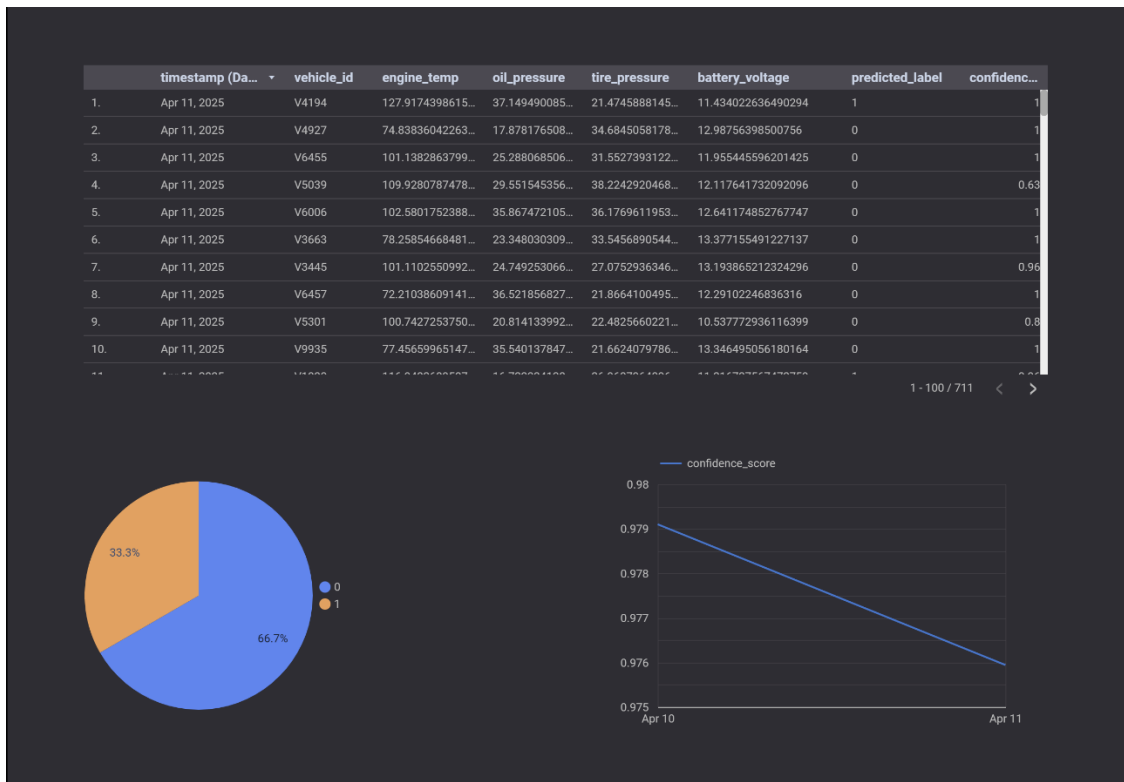 timestamp (Da... vehicle_id engine_temp oil_pressure tire_pressure battery_voltage predicted_label confidenc...
1. Apr 11, 2025 V4194 127.9174398615... 37.149490085... 21.4745888145... 11.434022636490294 1 1
2. Apr 11, 2025 V4927 74.83836042263... 17.878176508... 34.6845058178... 12.98756398500756 0 1
3. Apr 11, 2025 V6455 101.1382863799... 25.288068506... 31.5527393122... 11.955445596201425 0 1
4. Apr 11, 2025 V5039 109.9280787478... 29.551545356... 38.2242920468... 12.117641732092096 0 0.63
5. Apr 11, 2025 V6006 102.5801752388... 35.867472105... 36.1769611953... 12.641174852767747 0 1
6. Apr 11, 2025 V3663 78.25854668481... 23.348030309... 33.5456890544... 13.377155491227137 0 1
7. Apr 11, 2025 V3445 101.1102550992... 24.749253066... 27.0752936346... 13.193865212324296 0 0.96
8. Apr 11, 2025 V6457 72.21038609141... 36.521856827... 21.8664100495... 12.29102246836316 0 1
9. Apr 11, 2025 V5301 100.7427253750... 20.814133992... 22.4825660221... 10.537772936116399 0 0.8
10. Apr 11, 2025 V9935 77.45659965147... 35.540137847... 21.6624079786... 13.346495056180164 0 1
1 - 100 / 711
confidence_score
0.98
0.979
0.978
0.977
0.976
0.975
Apr 10 Apr 11
33.3%
66.7%
0
1